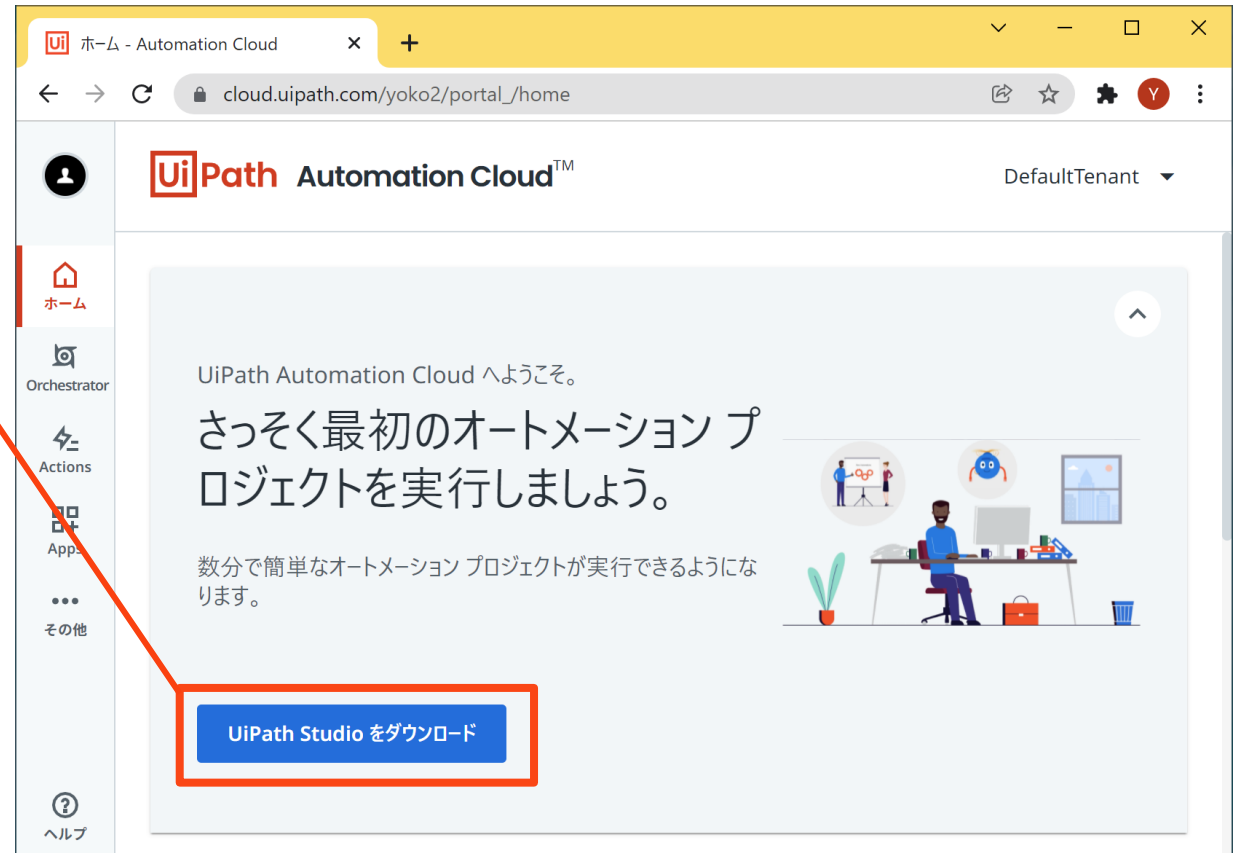 Ui ホーム - Automation Cloud
cloud.uipath.com/yoko2/portal_/home
Y
UiPath Automation Cloud™
DefaultTenant
ホーム
Orchestrator
Actions
Apps
その他
ヘルプ
UiPath Automation Cloud へようこそ。
さっそく最初のオートメーション プ
ロジェクトを実行しましょう。
数分で簡単なオートメーション プロジェクトが実行できるようにな
ります。
UiPath Studio をダウンロード